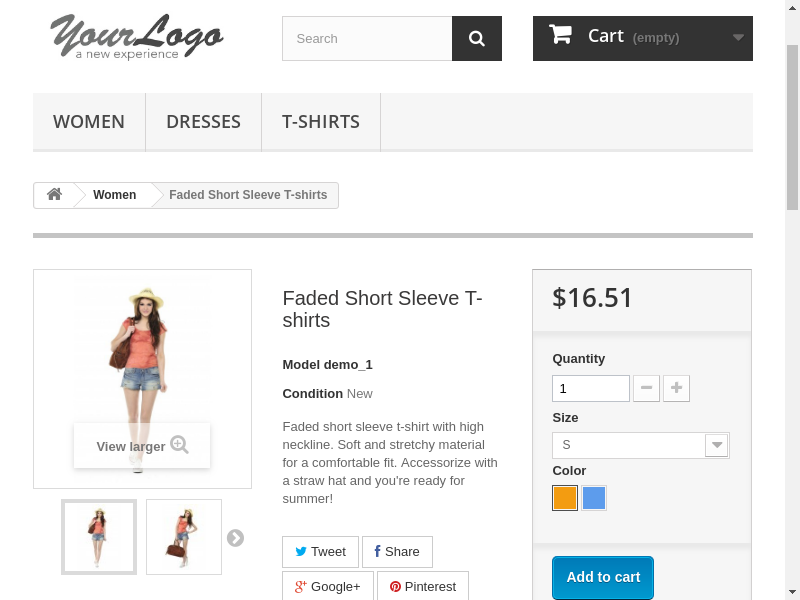 YourLogo
a new experience
Search
Cart (empty)
WOMEN
DRESSES
T-SHIRTS
Women
Faded Short Sleeve T-shirts
View larger
Faded Short Sleeve T-
shirts
Model demo_1
Condition New
Faded short sleeve t-shirt with high
neckline. Soft and stretchy material
for a comfortable fit. Accessorize with
a straw hat and you're ready for
summer!
Tweet
Share
Google+
Pinterest
$16.51
Quantity
1
Size
S
Color
Add to cart